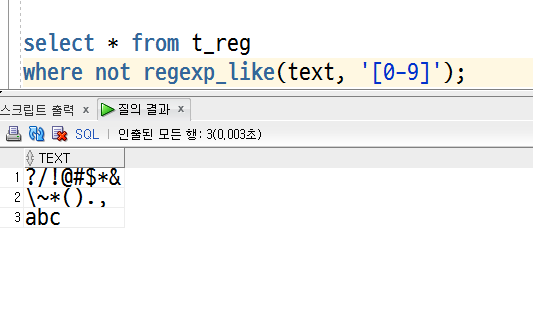 select * from t_reg
where not regexp_like(text, '[0-9]');
스크립트 출력 x 질의 결과 x
SQL | 인출된 모든 행: 3(0,003초)
TEXT
1 ?/!@#$*&
2 \~*().,
3 abc